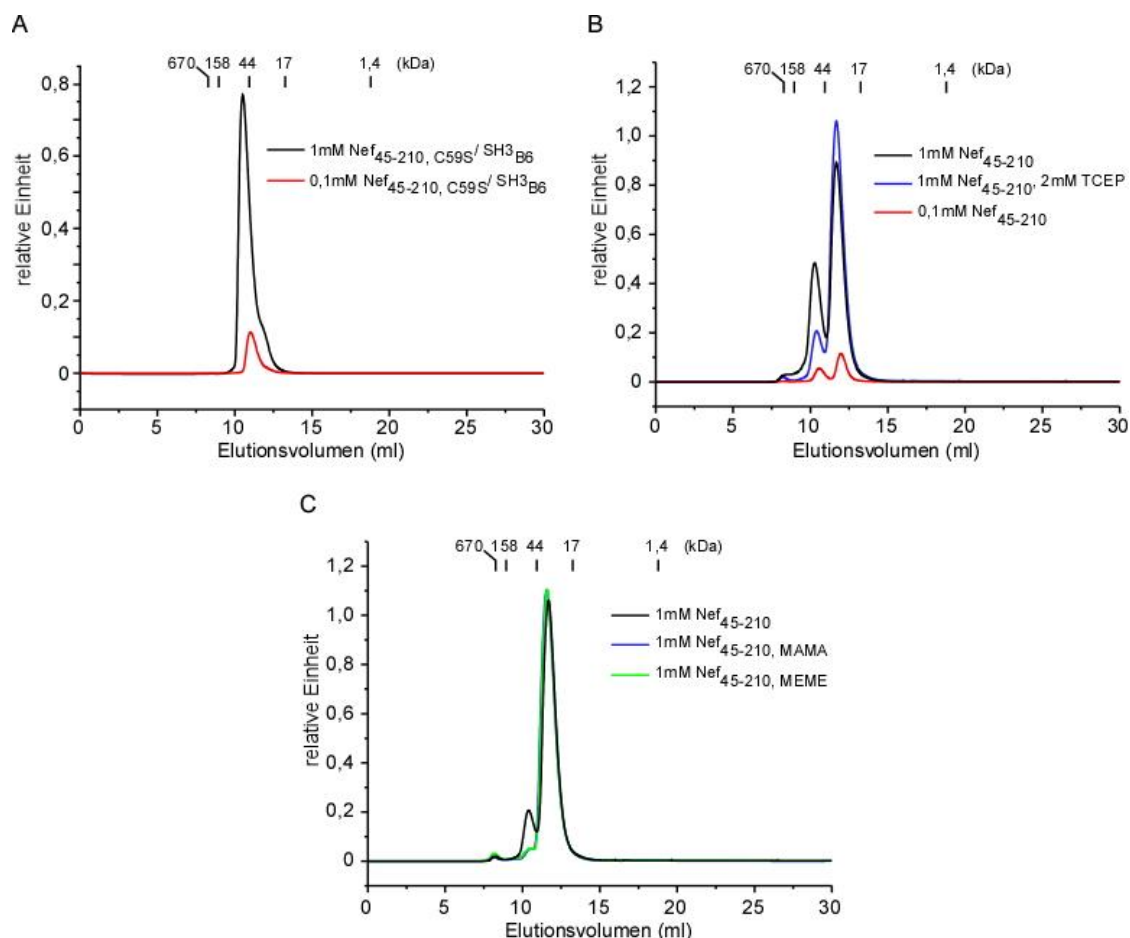 A
670 158 44 17 1,4 (kDa)
0,8
0,6
0,4
0,2
0
relative Einheit
1mM Nef45-210, C59S/ SH3B6
0,1mM Nef45-210, C59S/ SH3B6
0 5 10 15 20 25 30
Elutionsvolumen (ml)
B
670 158 44 17 1,4 (kDa)
1,2
1,0
0,8
0,6
0,4
0,2
0
relative Einheit
1mM Nef45-210
1mM Nef45-210, 2mM TCEP
0,1mM Nef45-210
0 5 10 15 20 25 30
Elutionsvolumen (ml)
C
670 158 44 17 1,4 (kDa)
1,2
1,0
0,8
0,6
0,4
0,2
0
relative Einheit
1mM Nef45-210
1mM Nef45-210, MAMA
1mM Nef45-210, MEME
0 5 10 15 20 25 30
Elutionsvolumen (ml)